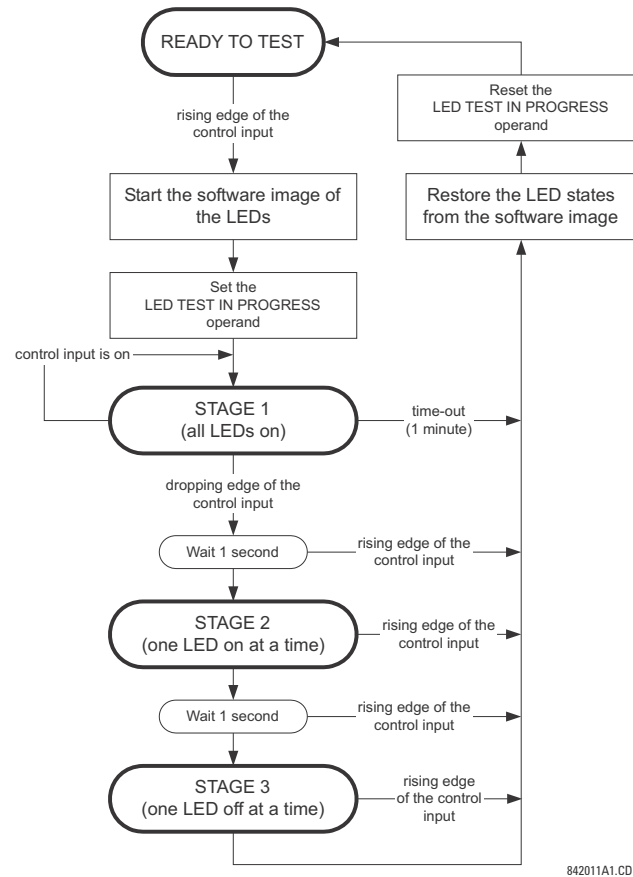 READY TO TEST
rising edge of the
control input
Start the software image of
the LEDs
Set the
LED TEST IN PROGRESS
operand
control input is on
STAGE 1
(all LEDs on)
time-out
(1 minute)
dropping edge of the
control input
Wait 1 second
rising edge of the
control input
STAGE 2
(one LED on at a time)
rising edge of the
control input
Wait 1 second
rising edge of the
control input
STAGE 3
(one LED off at a time)
rising edge
of the control
input
Restore the LED states
from the software image
Reset the
LED TEST IN PROGRESS
operand
842011A1.CD